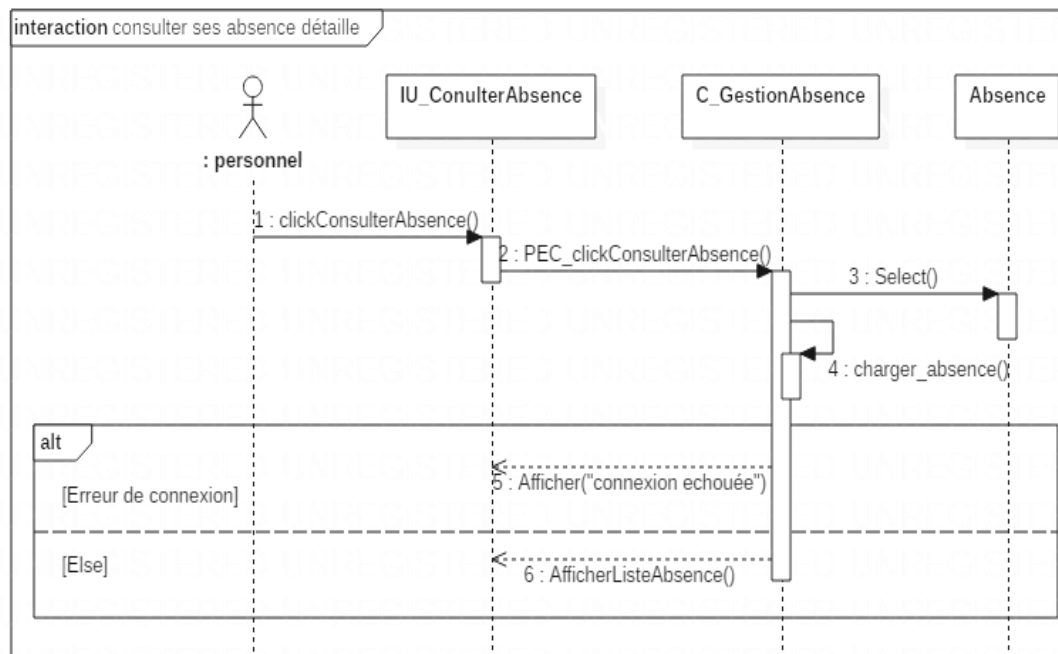 interaction consulter ses absence détaille
IU_ConulterAbsence
C_GestionAbsence
Absence
: personnel
1 : clickConsulterAbsence()
2 : PEC_clickConsulterAbsence()
3 : Select()
4 : charger_absence()
alt
5 : Afficher("connexion echouée")
[Erreur de connexion]
[Else]
6 : AfficherListeAbsence()